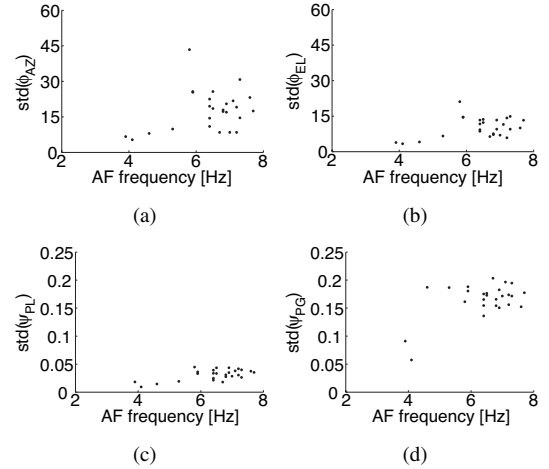 60
45
30
15
0
std(ϕAZ)
2 4 6 8
AF frequency [Hz]
(a)
60
45
30
15
0
std(ϕEL)
2 4 6 8
AF frequency [Hz]
(b)
0.25
0.2
0.15
0.1
0.05
0
std(ψPL)
2 4 6 8
AF frequency [Hz]
(c)
0.25
0.2
0.15
0.1
0.05
0
std(ψPG)
2 4 6 8
AF frequency [Hz]
(d)